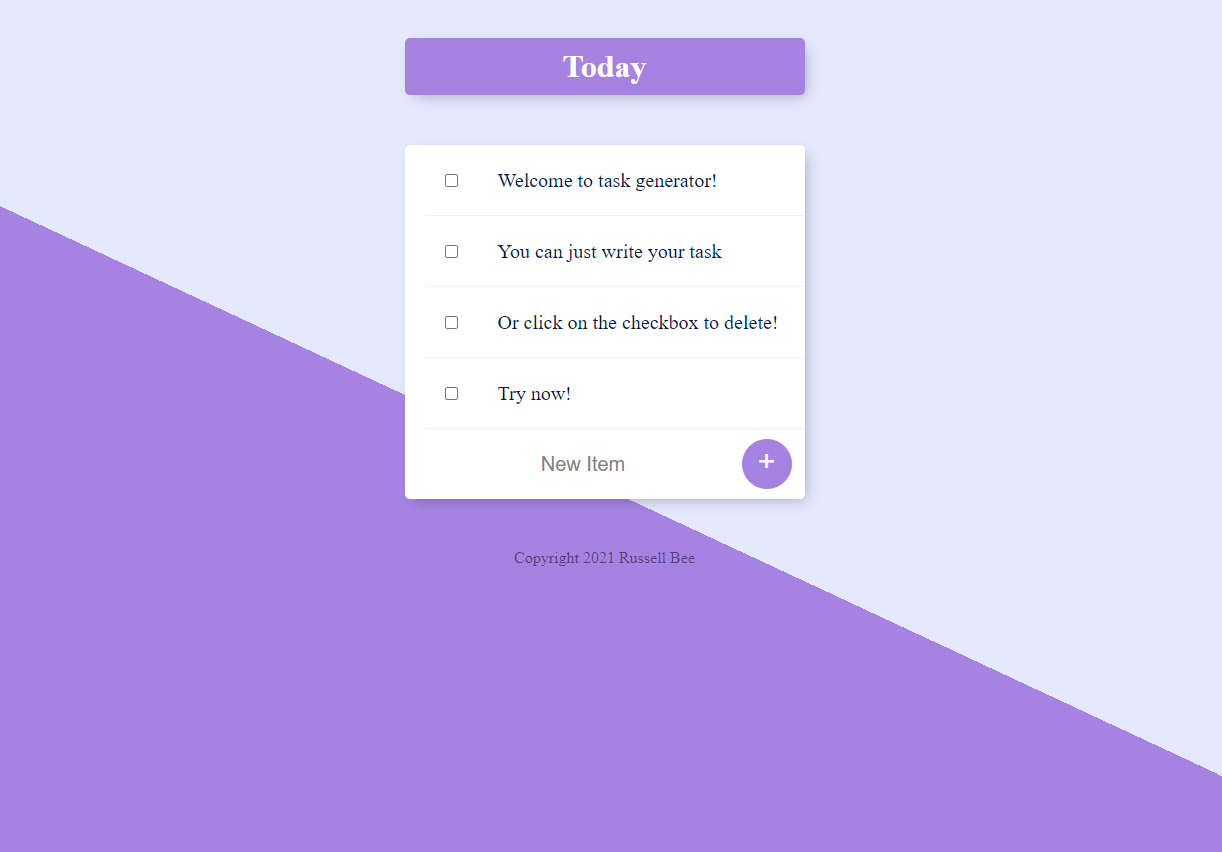 Today
Welcome to task generator!
You can just write your task
Or click on the checkbox to delete!
Try now!
New Item
+
Copyright 2021 Russell Bee